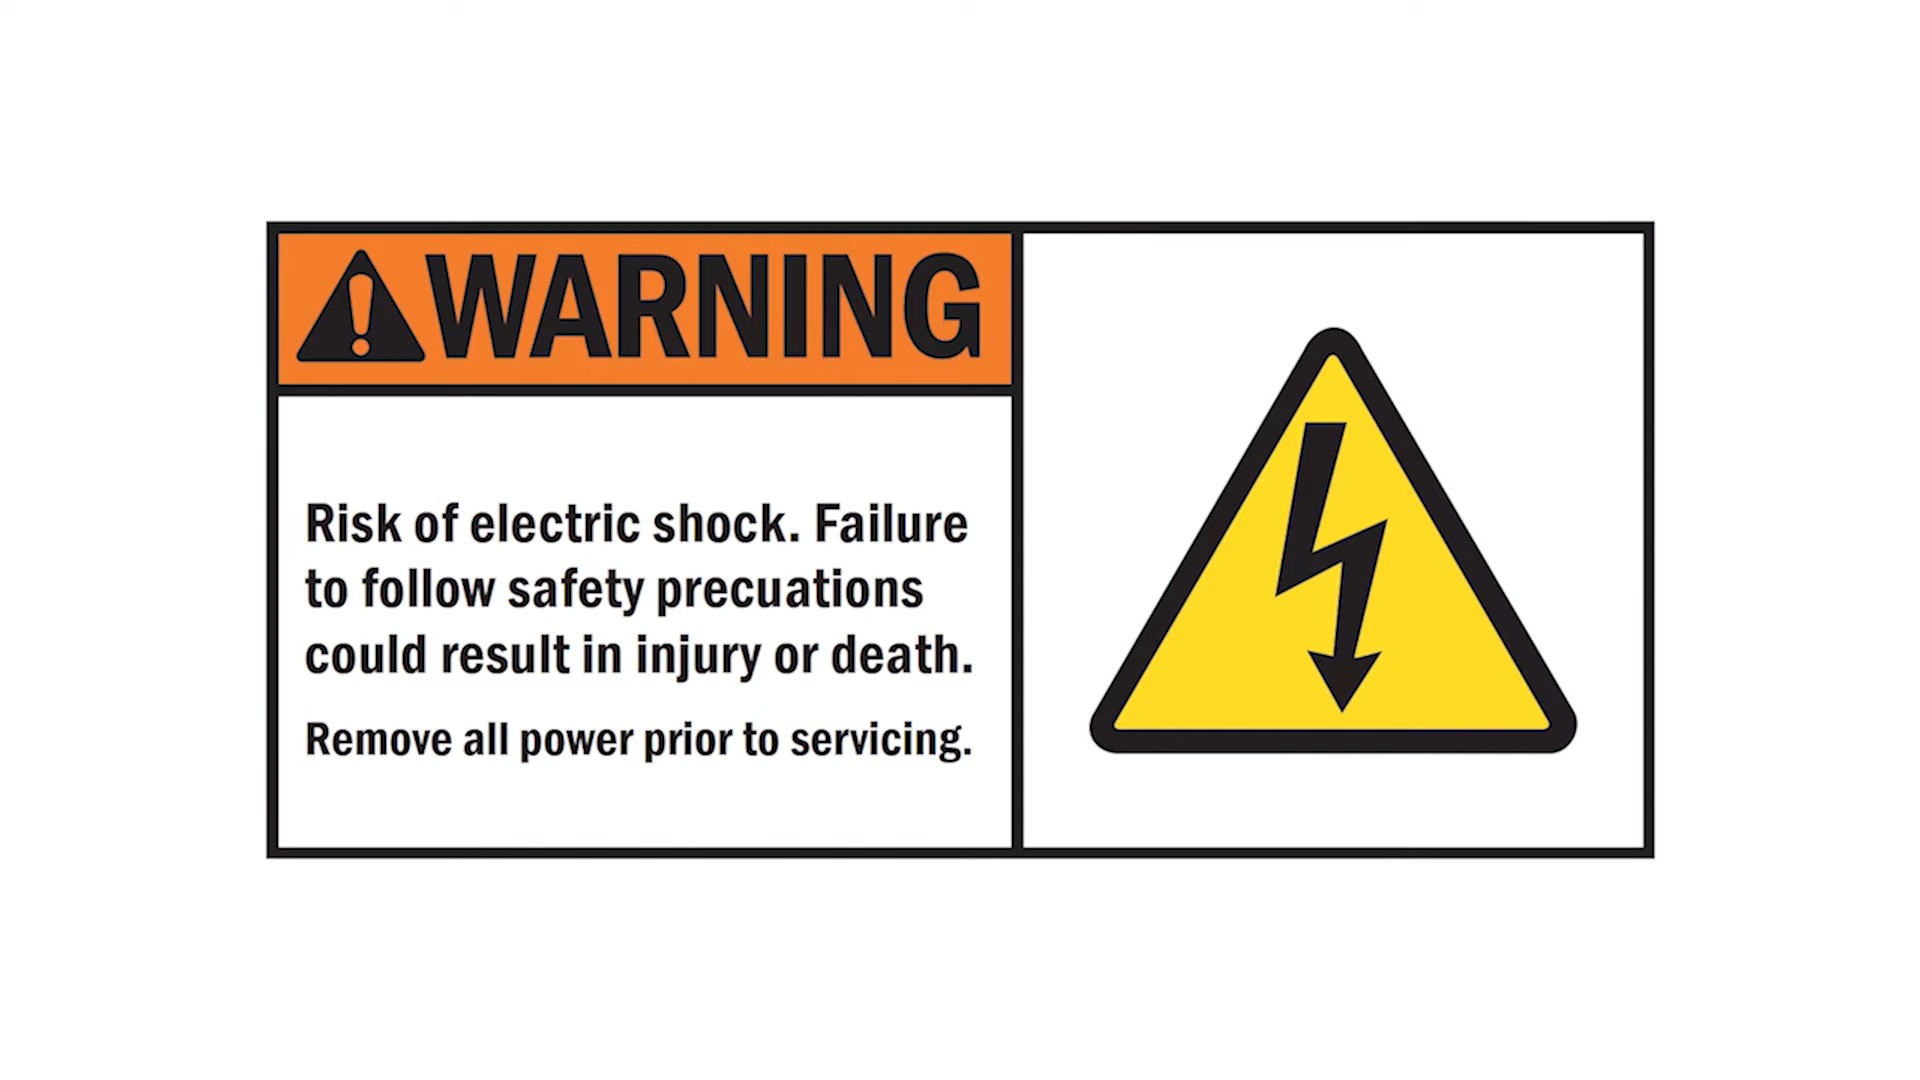 WARNING
Risk of electric shock. Failure
to follow safety precuations
could result in injury or death.
Remove all power prior to servicing.